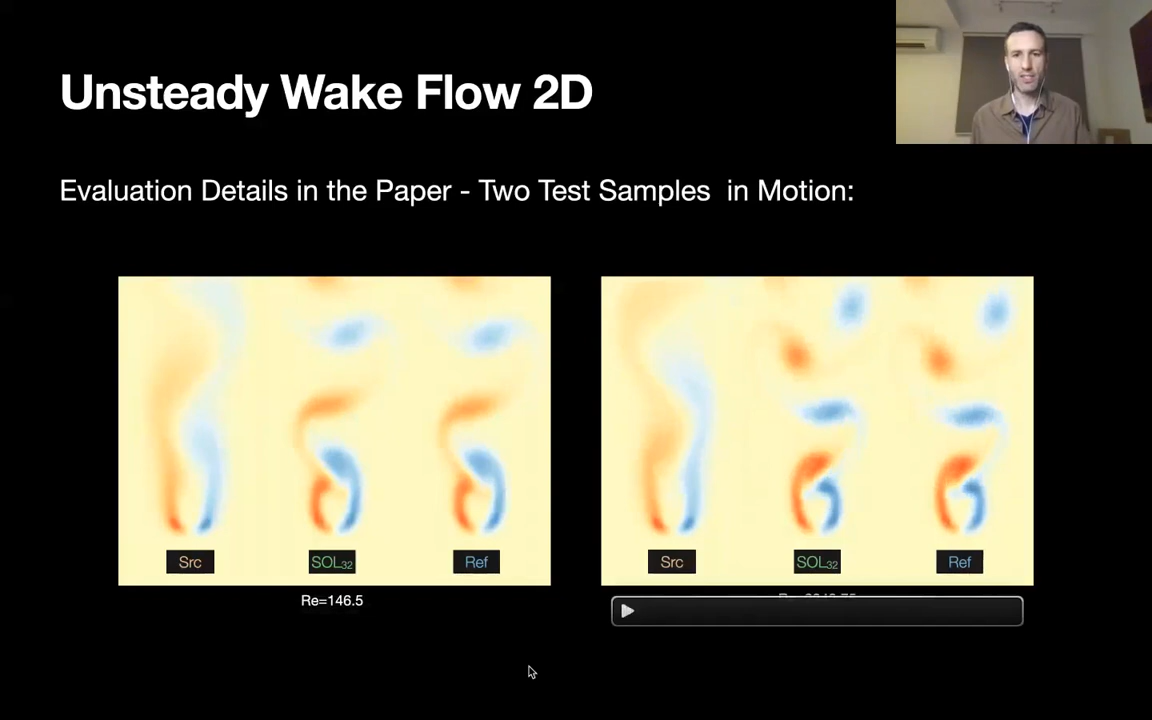 Unsteady Wake Flow 2D
Evaluation Details in the Paper - Two Test Samples in Motion:
Src SOL32 Ref
Src SOL32 Ref
Re=146.5